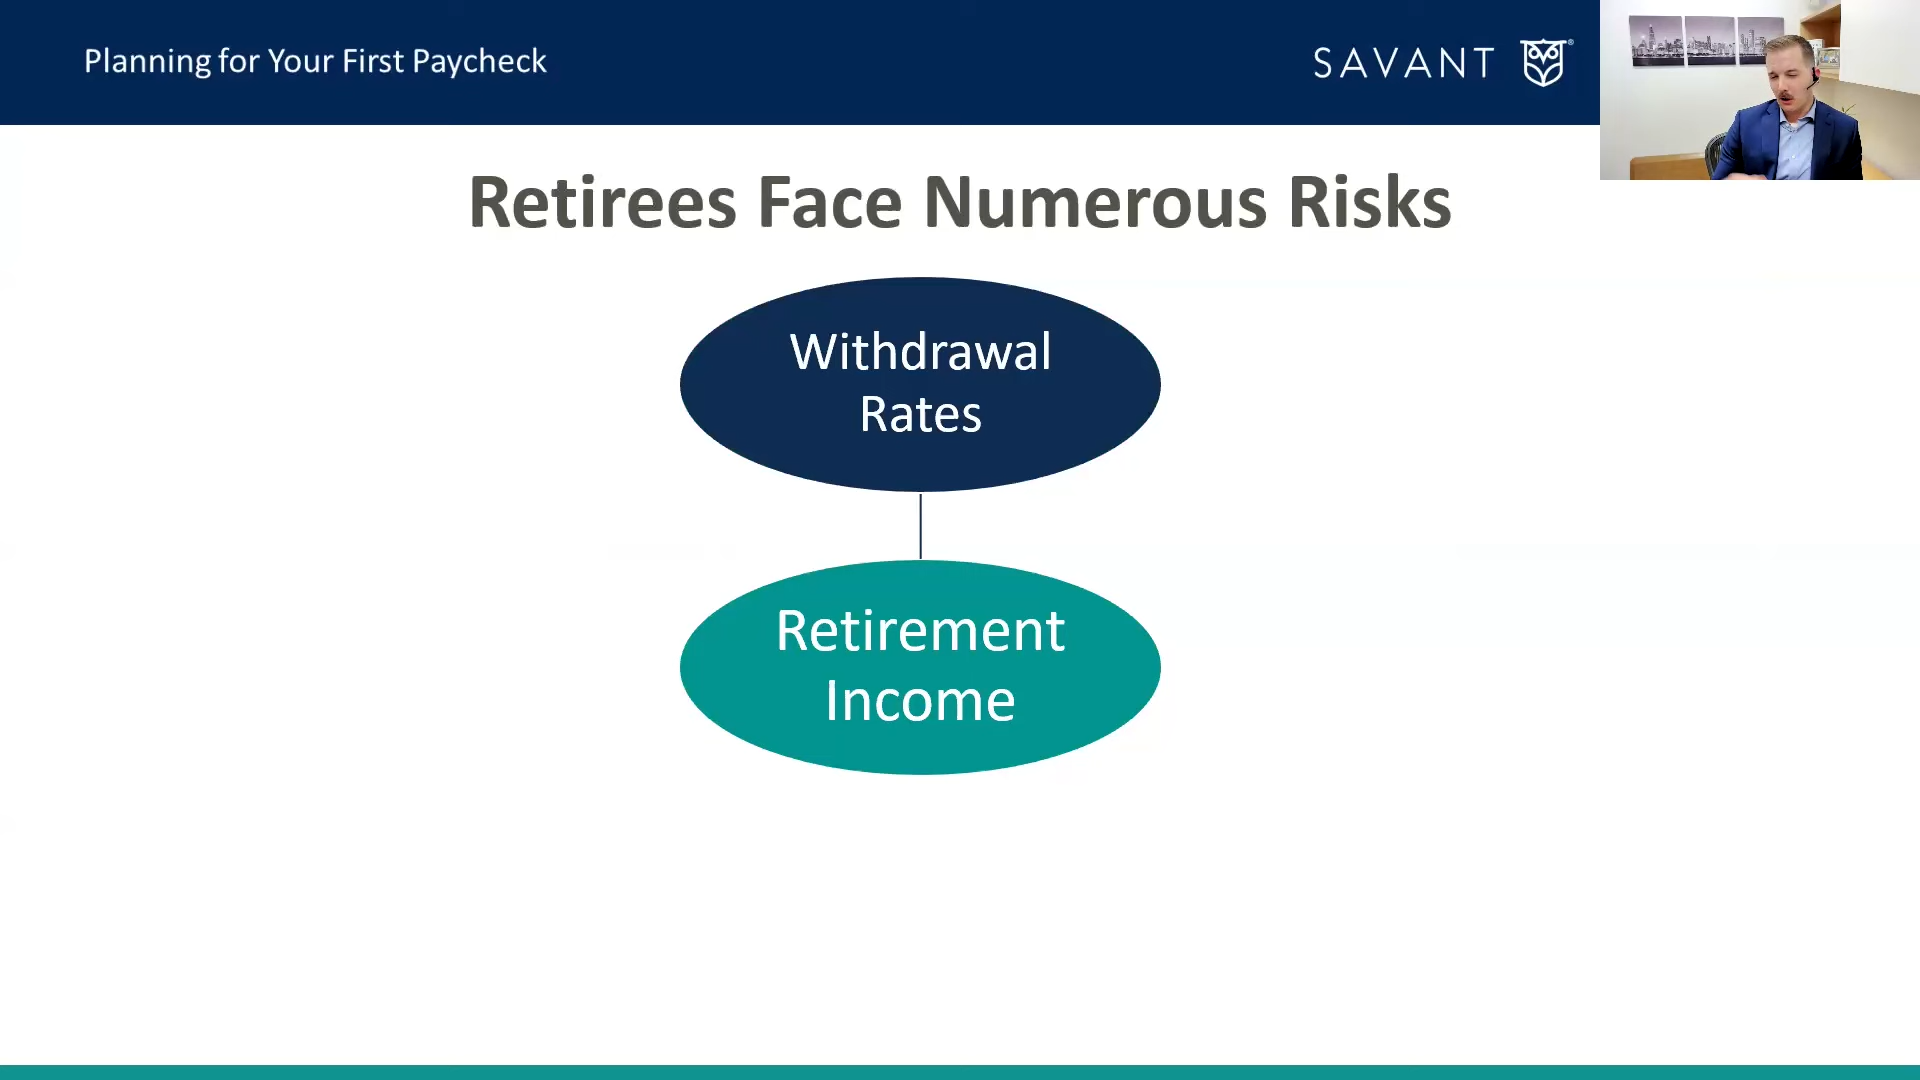 Planning for Your First Paycheck
SAVANT ®
Retirees Face Numerous Risks
Withdrawal
Rates
Retirement
Income